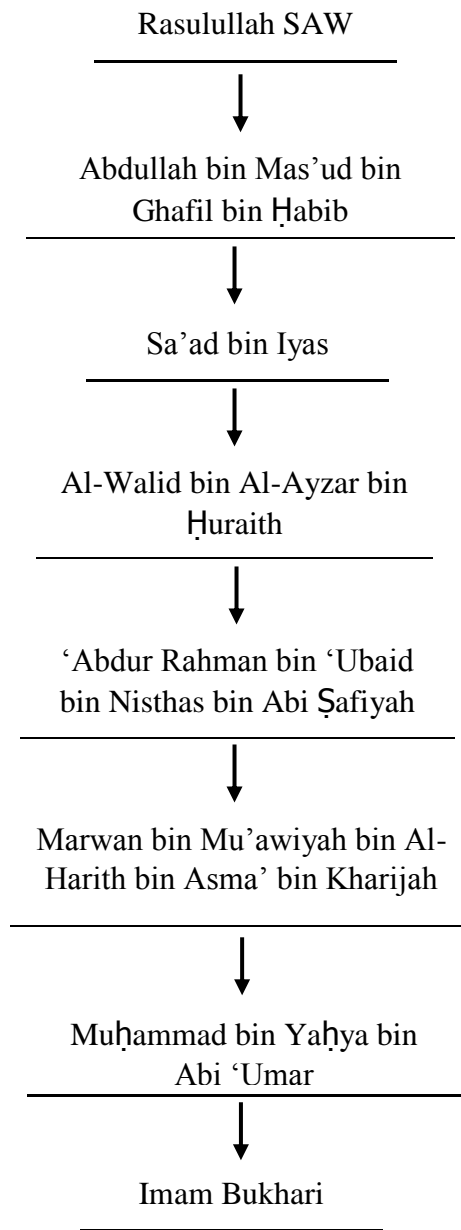 Rasulullah SAW
Abdullah bin Mas’ud bin
Ghafil bin Ḥabib
Sa’ad bin Iyas
Al-Walid bin Al-Ayzar bin
Ḥuraith
‘Abdur Rahman bin ‘Ubaid
bin Nisthas bin Abi Ṣafiyah
Marwan bin Mu’awiyah bin Al-
Harith bin Asma’ bin Kharijah
Muḥammad bin Yaḥya bin
Abi ‘Umar
Imam Bukhari